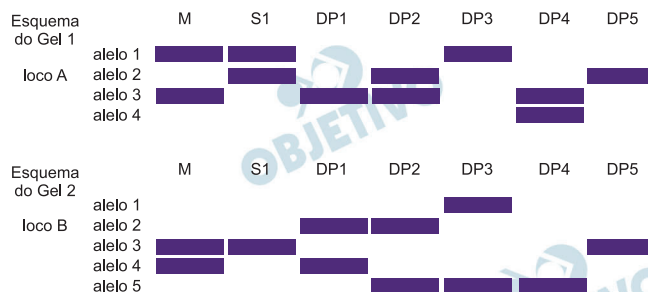 Esquema do Gel 1
M S1 DP1 DP2 DP3 DP4 DP5
loco A
alelo 1
alelo 2
alelo 3
alelo 4
OBJETIVO
Esquema do Gel 2
M S1 DP1 DP2 DP3 DP4 DP5
loco B
alelo 1
alelo 2
alelo 3
alelo 4
alelo 5